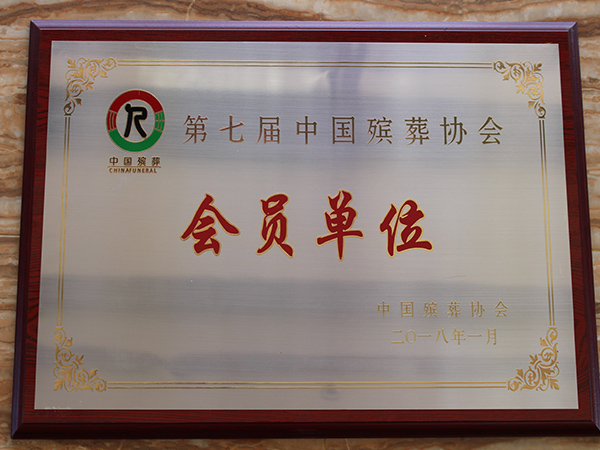 第七届中国殡葬协会
中国殡葬
CHINAFUNERAL
会员单位
中国殡葬协会
二〇一八年一月